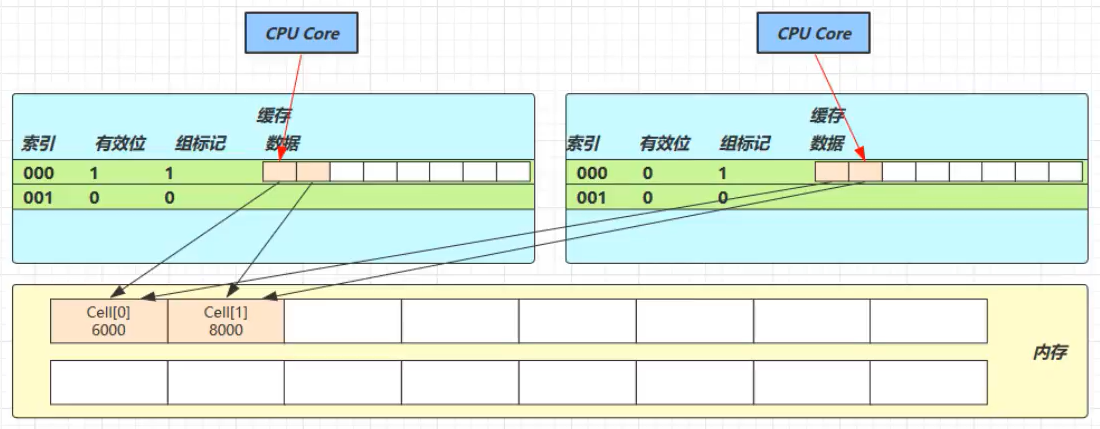 CPU Core
CPU Core
缓存
索引 有效位 组标记 数据
000 1 1
001 0 0
缓存
索引 有效位 组标记 数据
000 0 1
001 0 0
Cell[0]
6000
Cell[1]
8000
内存